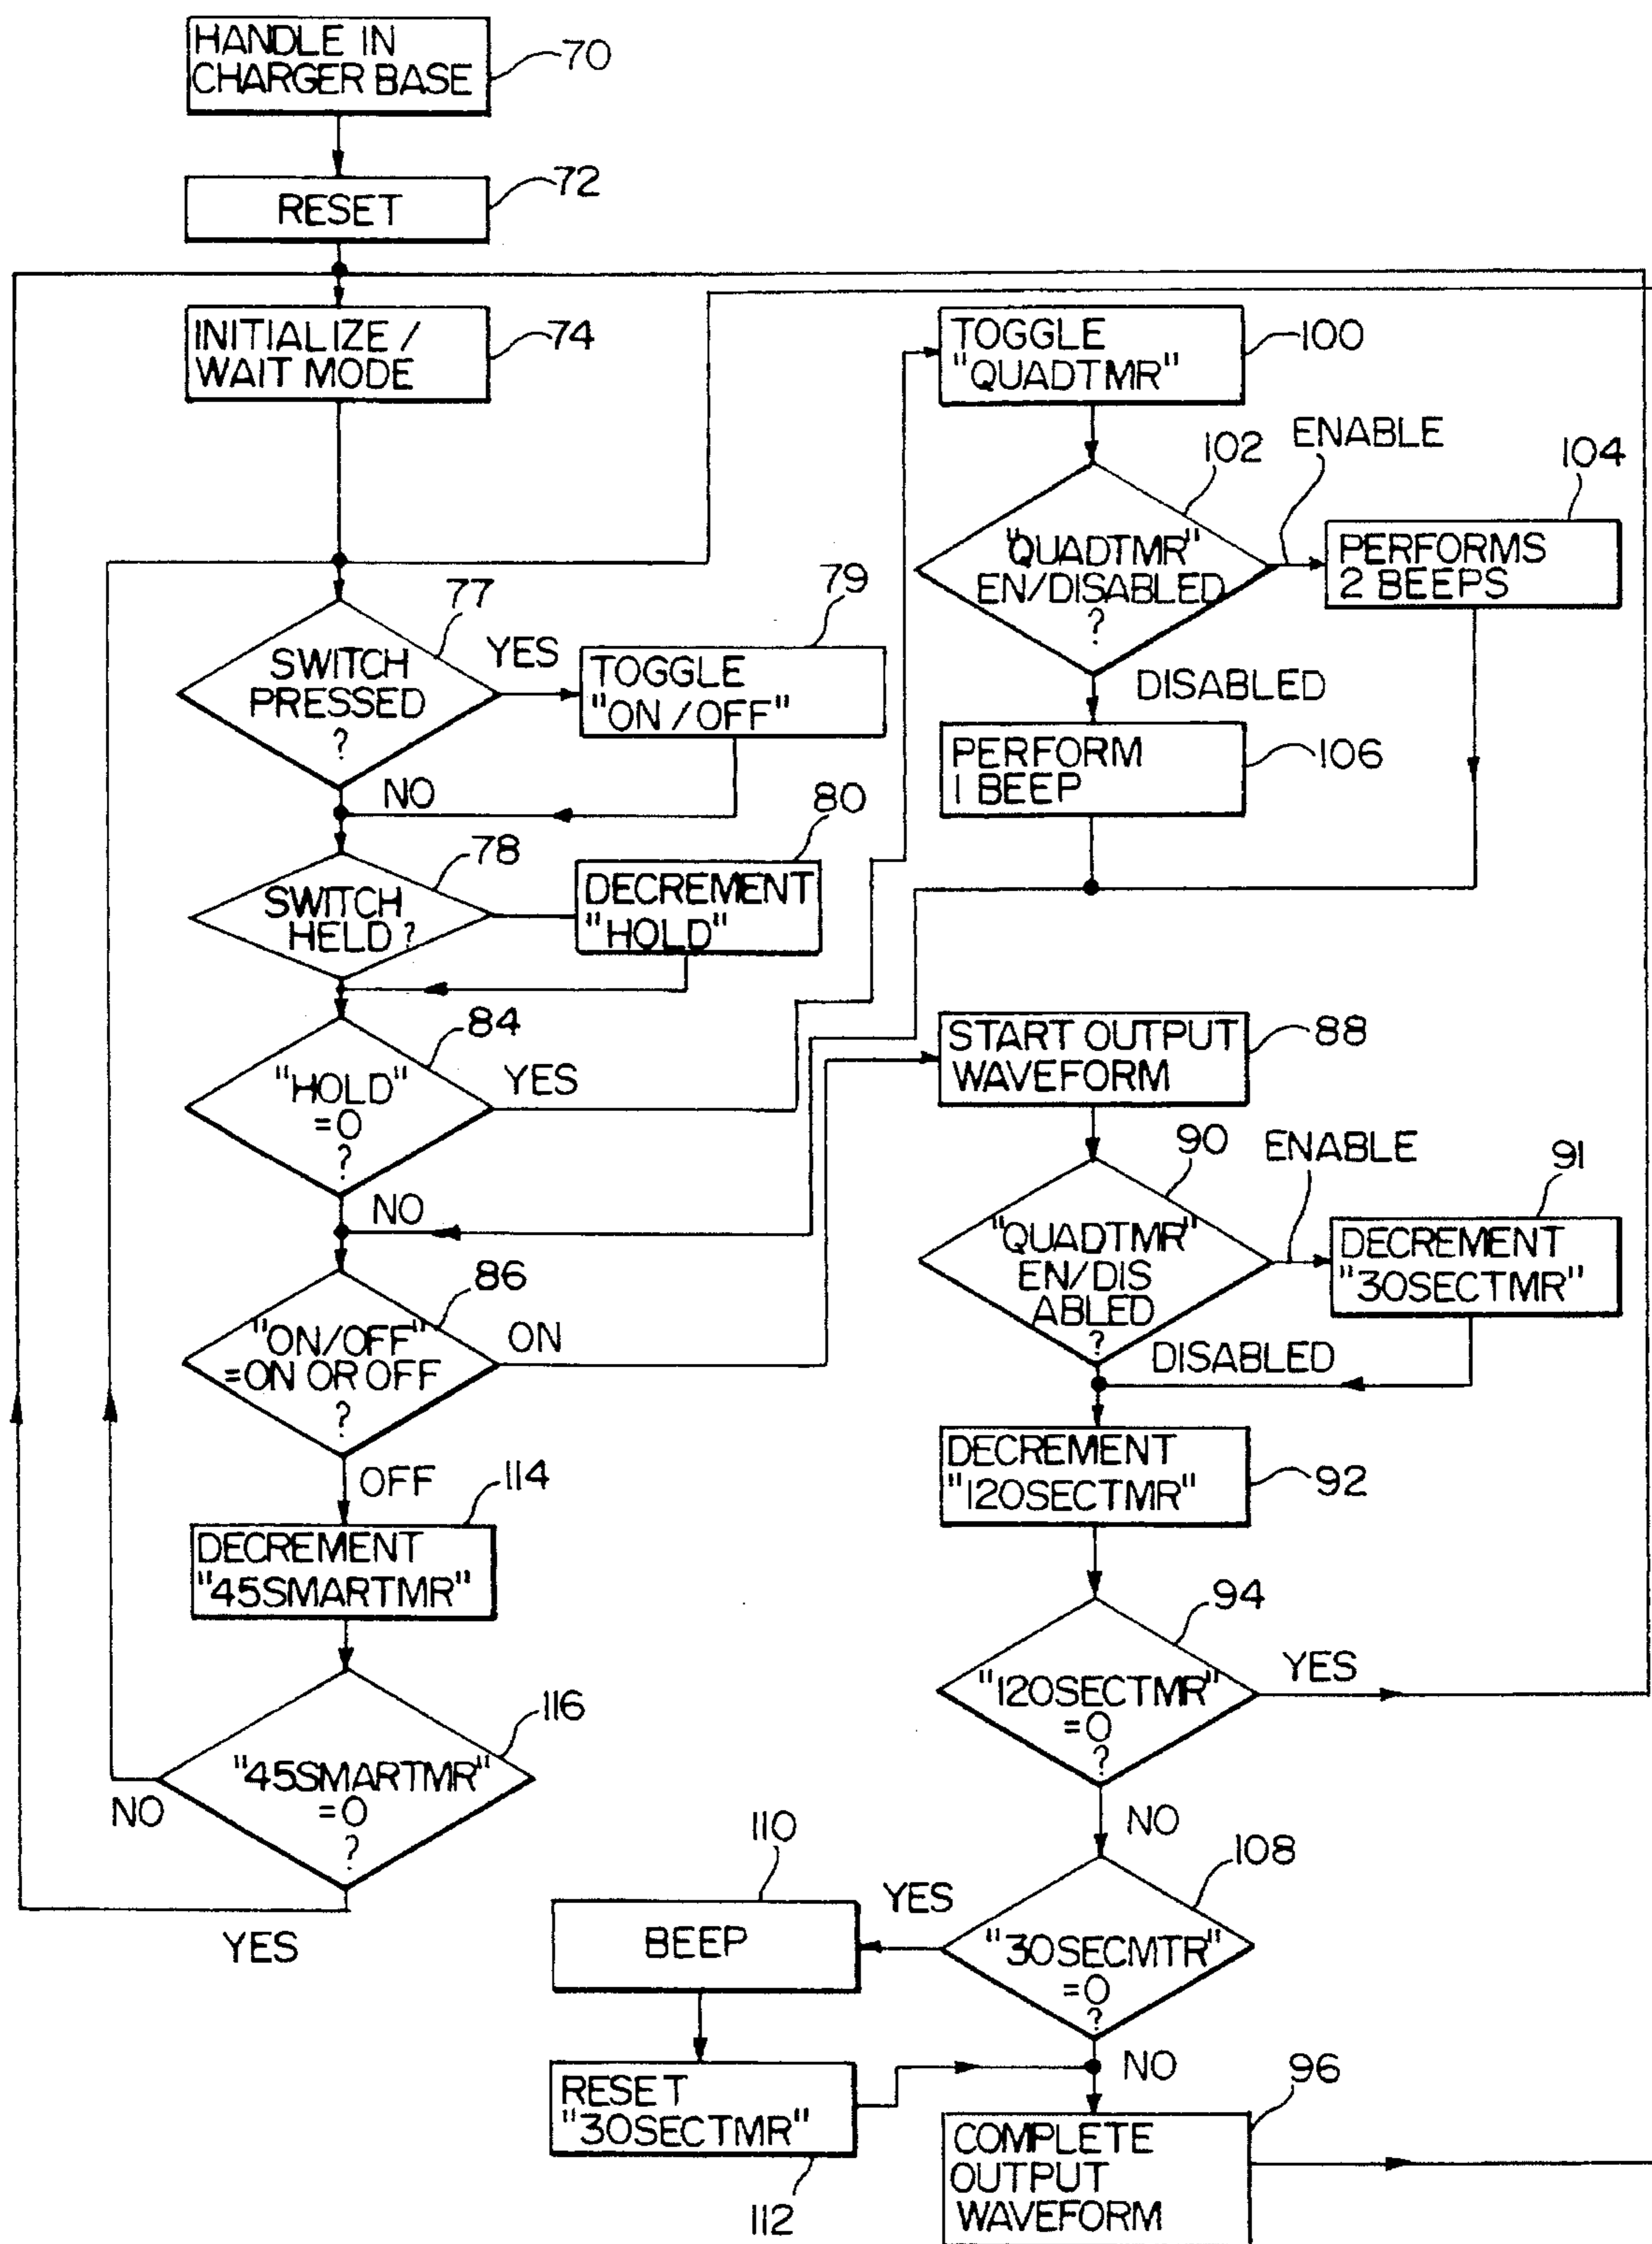 HANDLE IN
CHARGER BASE
70
RESET
72
INITIALIZE /
WAIT MODE
74
SWITCH
PRESSED
?
77
YES
NO
TOGGLE
"ON/OFF"
79
SWITCH
HELD?
78
DECREMENT
"HOLD"
80
"HOLD"
=0
?
84
YES
NO
"ON/OFF"
=ON OR OFF
?
86
ON
OFF
DECREMENT
"45SMARTMR"
114
"45SMARTMR"
=0
?
116
NO
YES
TOGGLE
"QUADTMR"
100
"QUADTMR"
EN/DISABLED
?
102
ENABLE
DISABLED
PERFORMS
2 BEEPS
104
PERFORM
1 BEEP
106
START OUTPUT
WAVEFORM
88
"QUADTMR"
EN/DIS
ABLED
?
90
ENABLE
DISABLED
DECREMENT
"30SECTMR"
91
DECREMENT
"120SECTMR"
92
"120SECTMR"
=0
?
94
YES
NO
"30SECMTR"
=0
?
108
YES
NO
BEEP
110
RESET
"30SECTMR"
112
COMPLETE
OUTPUT
WAVEFORM
96